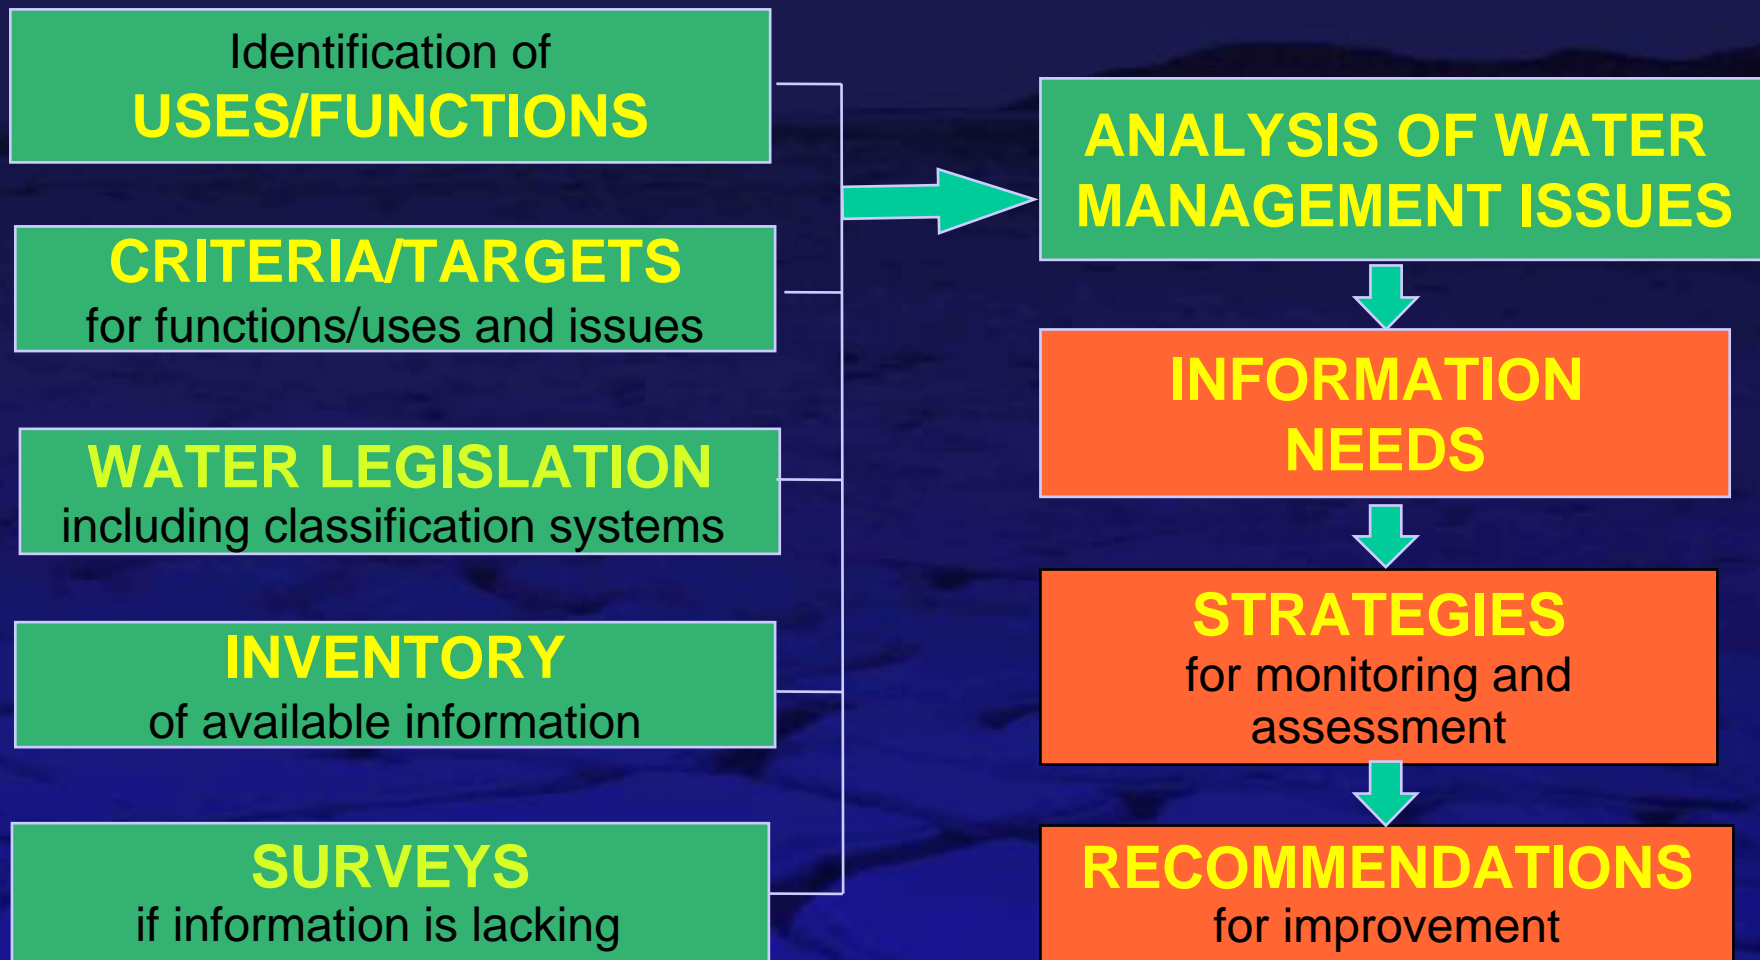 Identification of
USES/FUNCTIONS
CRITERIA/TARGETS
for functions/uses and issues
WATER LEGISLATION
including classification systems
INVENTORY
of available information
SURVEYS
if information is lacking
ANALYSIS OF WATER
MANAGEMENT ISSUES
INFORMATION
NEEDS
STRATEGIES
for monitoring and
assessment
RECOMMENDATIONS
for improvement